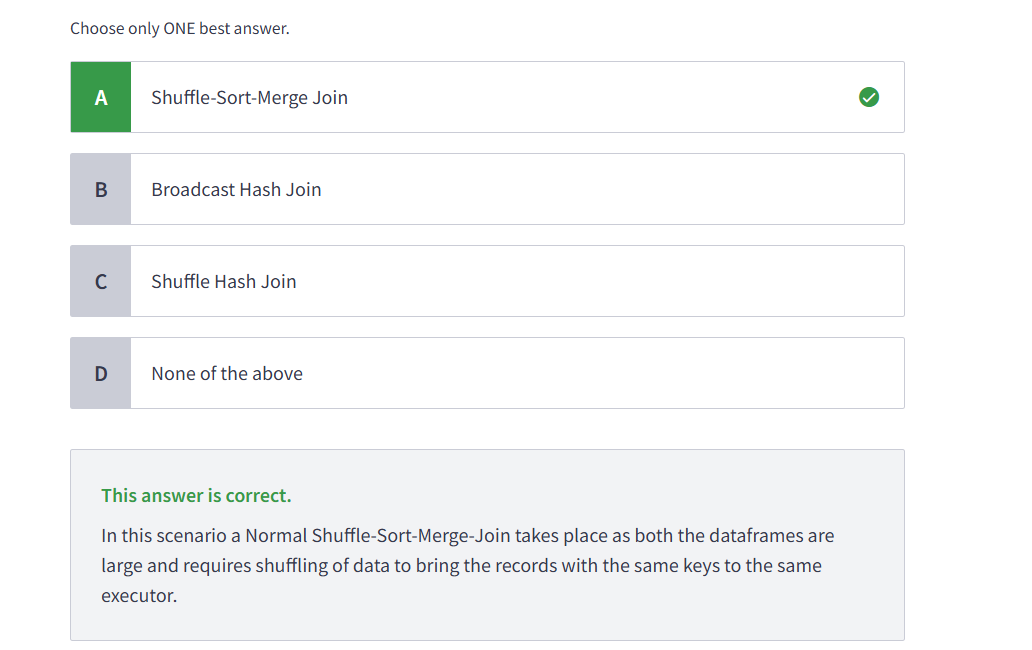 Choose only ONE best answer.
A Shuffle-Sort-Merge Join
B Broadcast Hash Join
C Shuffle Hash Join
D None of the above
This answer is correct.
In this scenario a Normal Shuffle-Sort-Merge-Join takes place as both the dataframes are
large and requires shuffling of data to bring the records with the same keys to the same
executor.